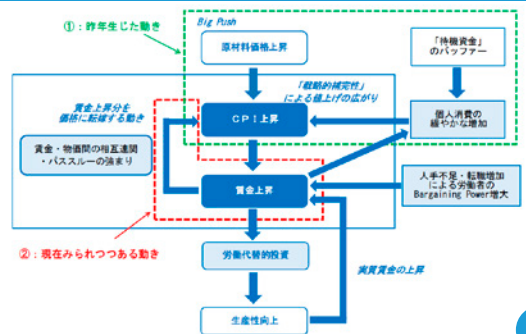 ①：昨年生じた動き
Big Push
原材料価格上昇
「待機資金」
のバッファー
「戦略的補完性」
による値上げの広がり
賃金上昇分を
価格に転嫁する動き
CPI上昇
個人消費の
緩やかな増加
賃金・物価間の相互連関
・パススルーの強まり
賃金上昇
人手不足・転職増加
による労働者の
Bargaining Power増大
②：現在みられつつある動き
労働代替的投資
実質賃金の上昇
生産性向上